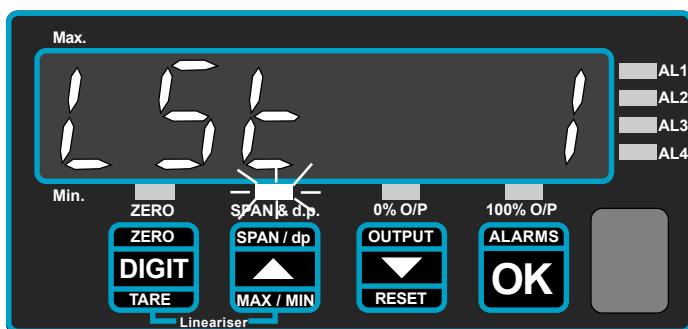 Max.
LSt 1
AL1
AL2
AL3
AL4
Min.
ZERO SPAN & d.p. 0% O/P 100% O/P
ZERO SPAN / dp OUTPUT ALARMS
DIGIT OK
TARE MAX / MIN RESET
Lineariser